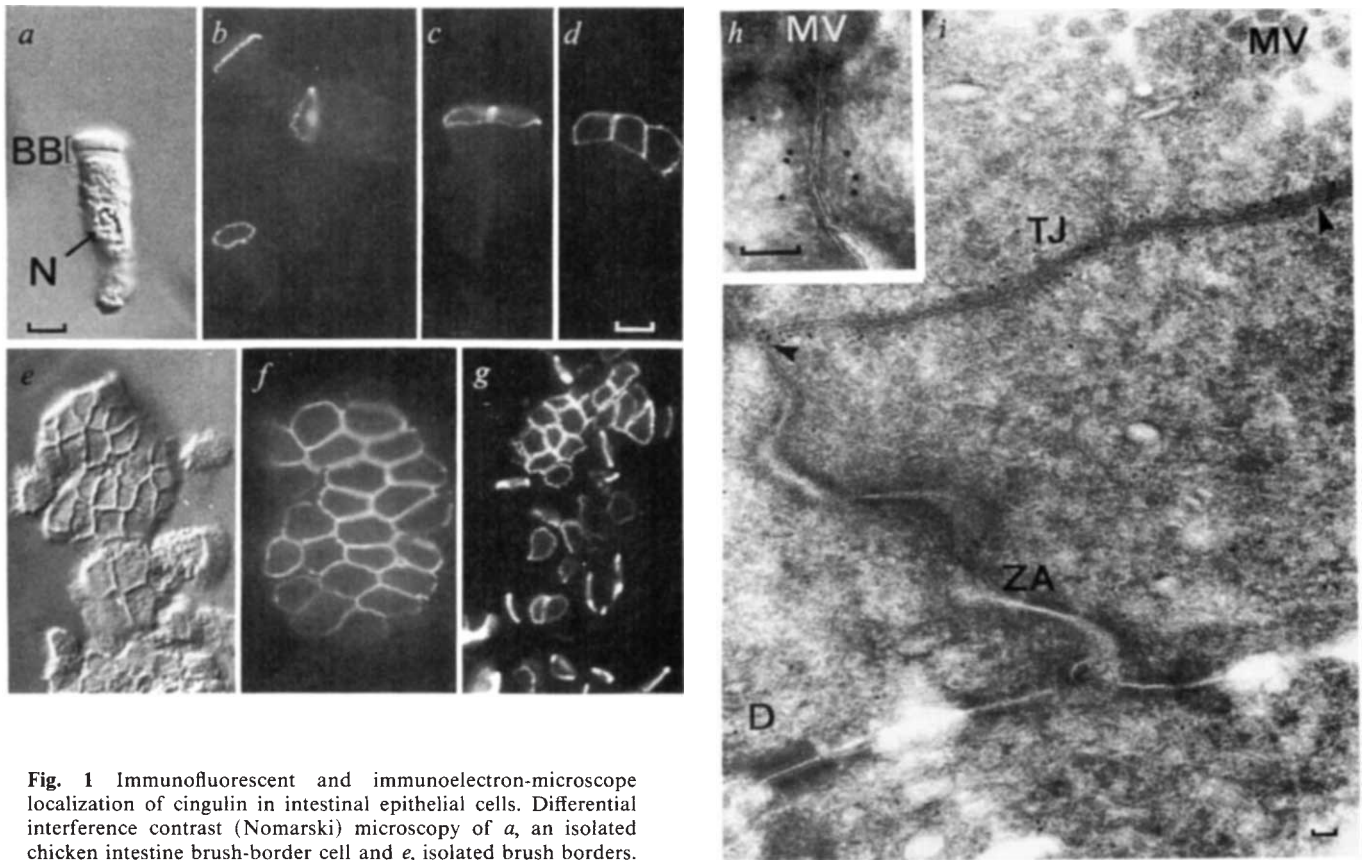 a
b
c
d
BB
N
e
f
g
h
MV
i
MV
TJ
ZA
D
Fig. 1 Immunofluorescent and immunoelectron-microscope
localization of cingulin in intestinal epithelial cells. Differential
interference contrast (Nomarski) microscopy of a, an isolated
chicken intestine brush-border cell and e, isolated brush borders.